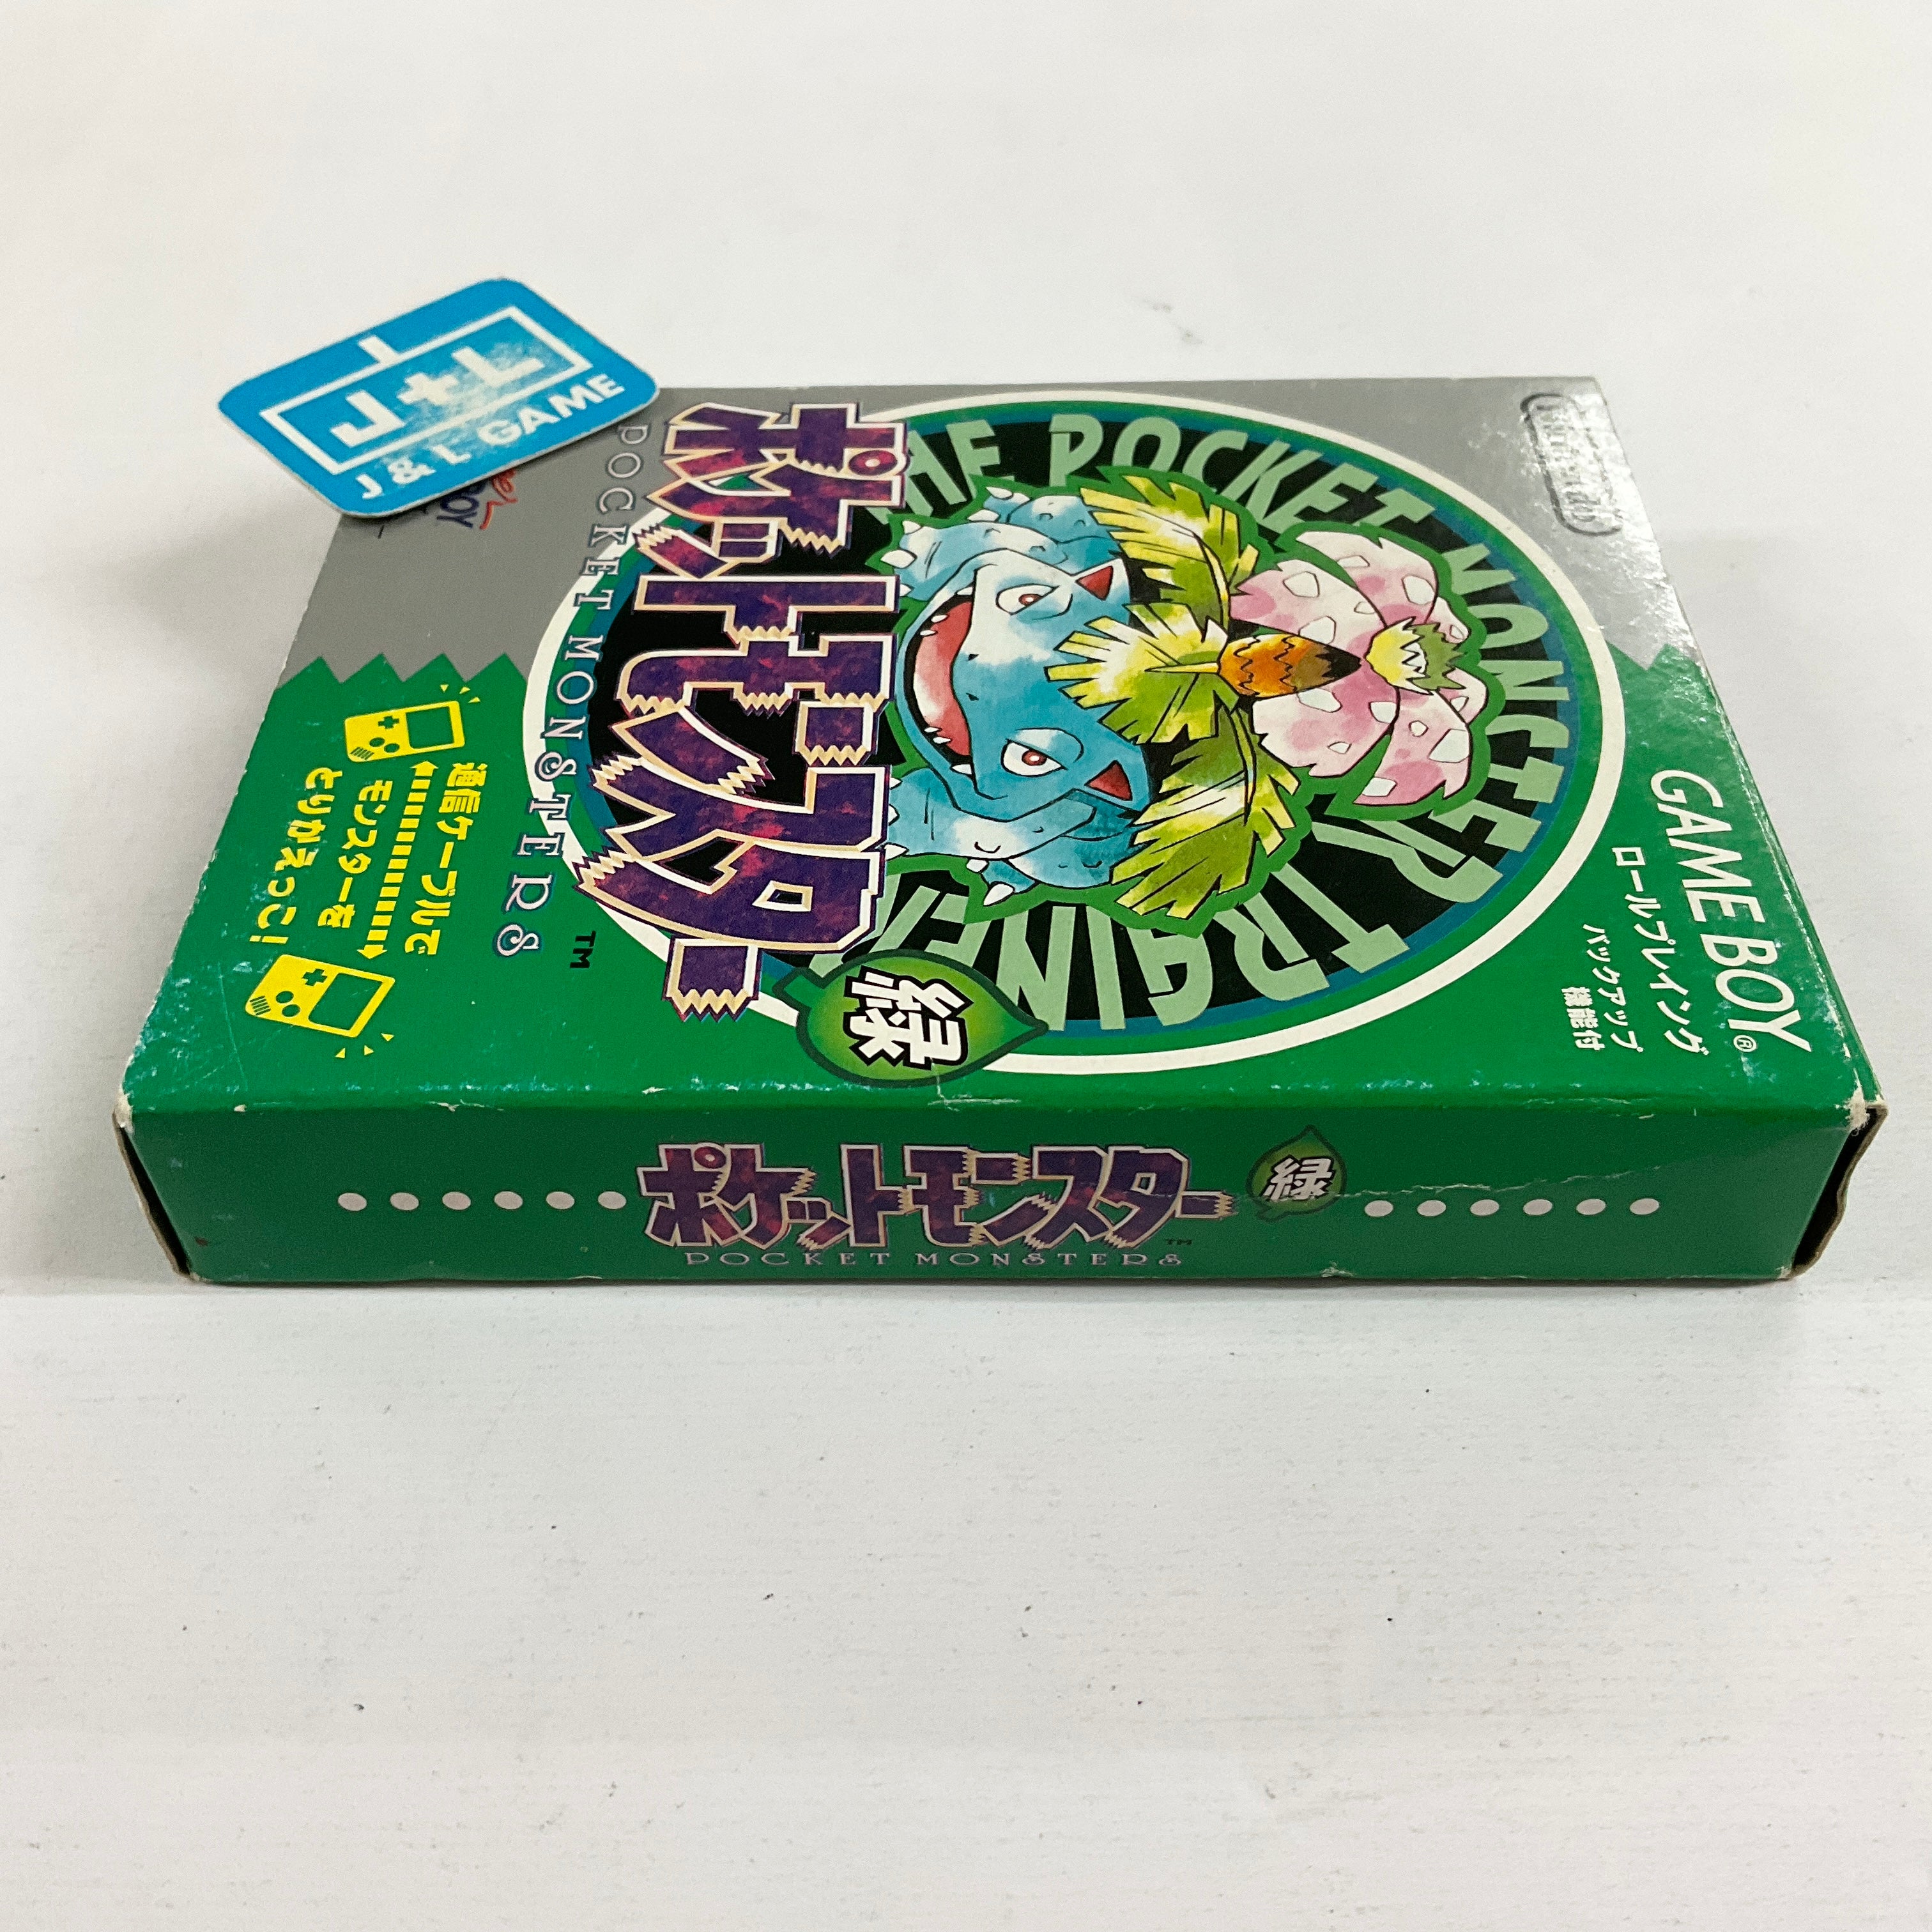 J+L
J & L GAME
BOY
Nintendo
GAME BOY®
ロールプレイング
バックアップ
機能付
THE POCKET MONSTER TRAINER
ポケットモンスター
POCKET MONSTERS
TM
緑
通信ケーブルで
モンスターを
とりかえっこ!
ポケットモンスター
TM
緑
POCKET MONSTERS